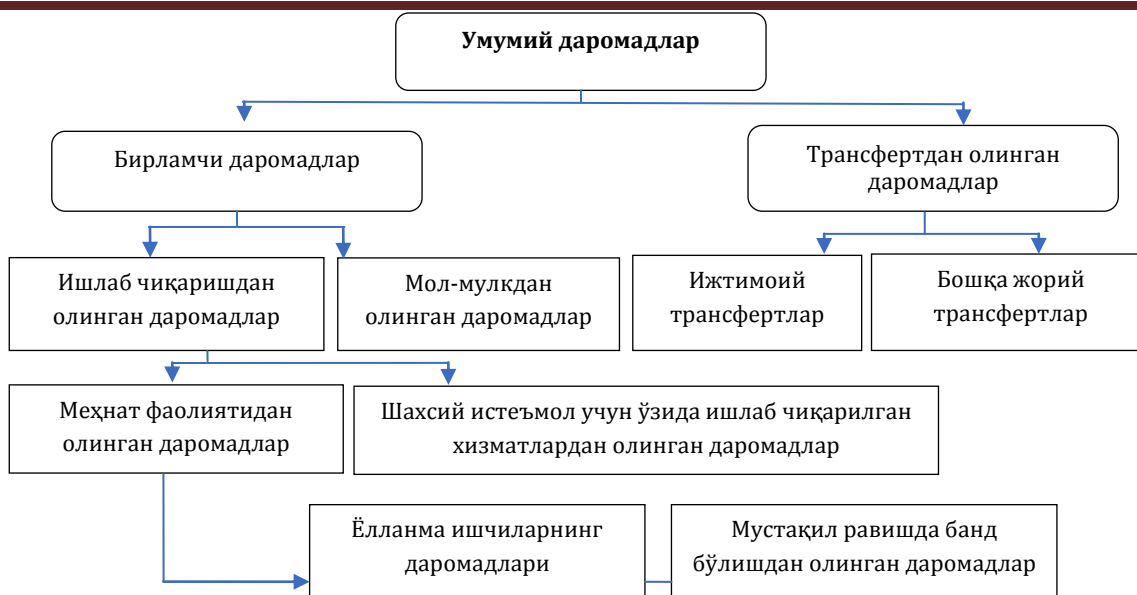 Умумий даромадлар
Бирламчи даромадлар
Трансфертдан олинган
даромадлар
Ишлаб чиқаришдан
олинган даромадлар
Мол-мулкдан
олинган даромадлар
Ижтимоий
трансфертлар
Бошқа жорий
трансфертлар
Меҳнат фаолиятидан
олинган даромадлар
Шахсий истеъмол учун ўзида ишлаб чиқарилган
хизматлардан олинган даромадлар
Ёлланма ишчиларнинг
даромадлари
Мустақил равишда банд
бўлишдан олинган даромадлар